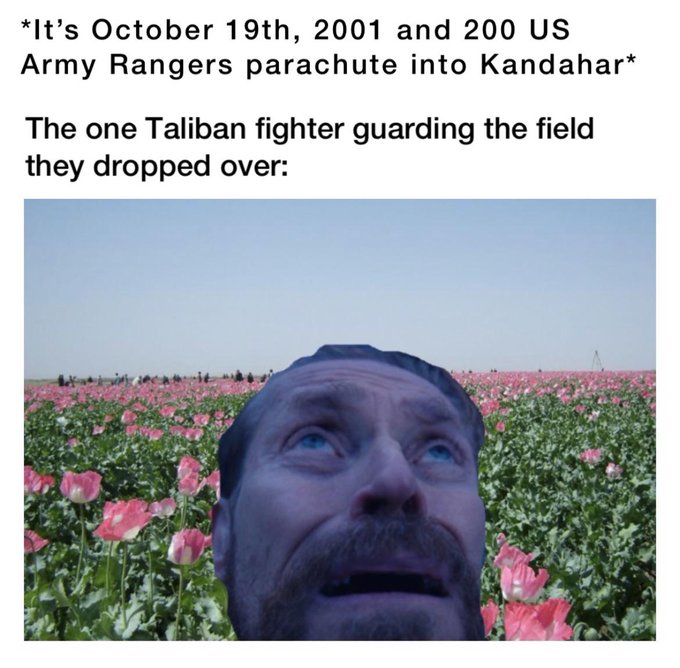 *It’s October 19th, 2001 and 200 US
Army Rangers parachute into Kandahar*
The one Taliban fighter guarding the field
they dropped over: